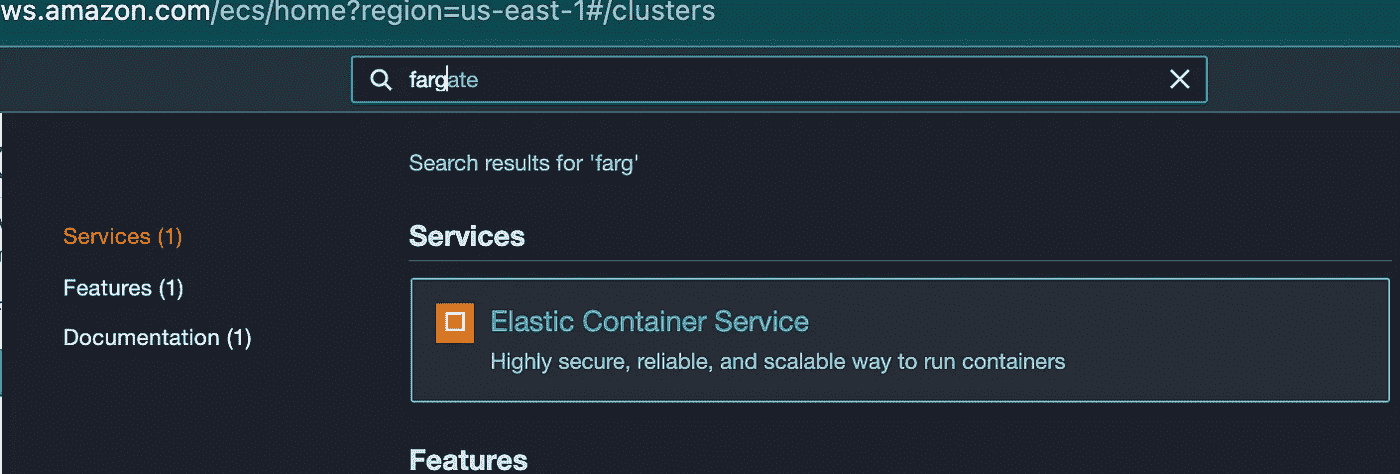 ws.amazon.com/ecs/home?region=us-east-1#/clusters
fargate
Search results for 'farg'
Services (1)
Services
Features (1)
Elastic Container Service
Highly secure, reliable, and scalable way to run containers
Documentation (1)
Features